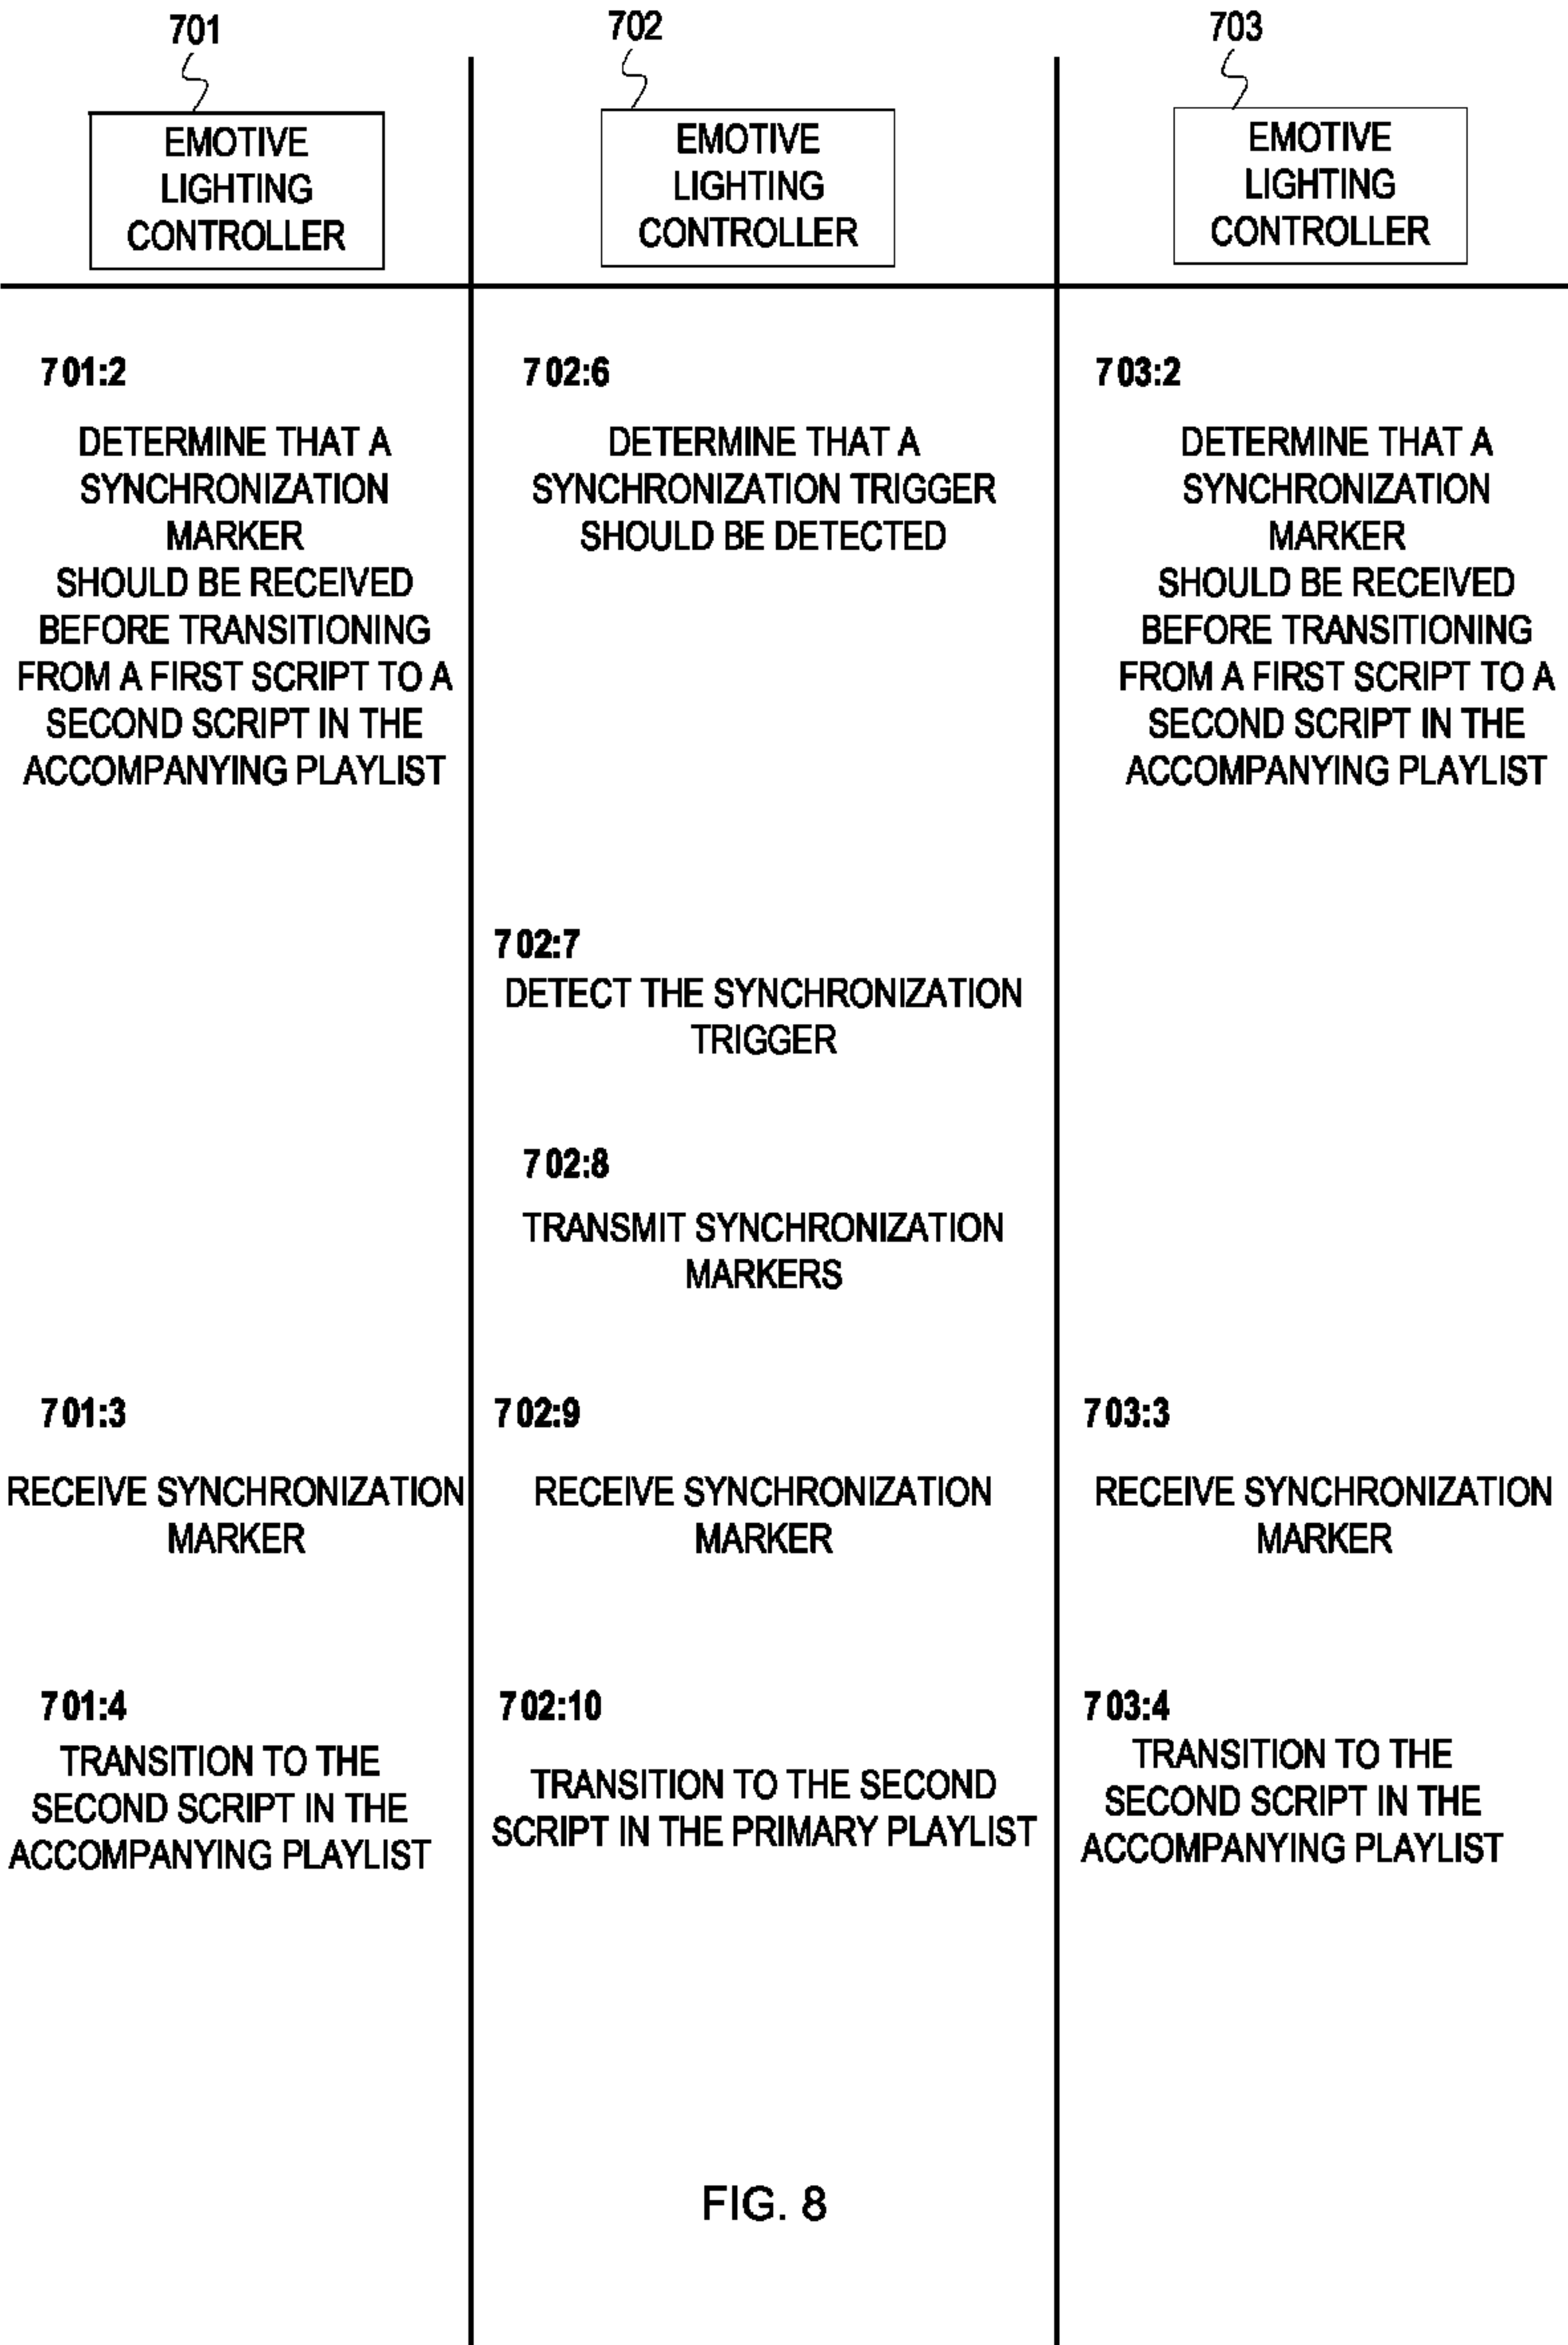 701
702
703
EMOTIVE
LIGHTING
CONTROLLER
EMOTIVE
LIGHTING
CONTROLLER
EMOTIVE
LIGHTING
CONTROLLER
701:2
DETERMINE THAT A
SYNCHRONIZATION
MARKER
SHOULD BE RECEIVED
BEFORE TRANSITIONING
FROM A FIRST SCRIPT TO A
SECOND SCRIPT IN THE
ACCOMPANYING PLAYLIST
702:6
DETERMINE THAT A
SYNCHRONIZATION TRIGGER
SHOULD BE DETECTED
703:2
DETERMINE THAT A
SYNCHRONIZATION
MARKER
SHOULD BE RECEIVED
BEFORE TRANSITIONING
FROM A FIRST SCRIPT TO A
SECOND SCRIPT IN THE
ACCOMPANYING PLAYLIST
702:7
DETECT THE SYNCHRONIZATION
TRIGGER
702:8
TRANSMIT SYNCHRONIZATION
MARKERS
701:3
RECEIVE SYNCHRONIZATION
MARKER
702:9
RECEIVE SYNCHRONIZATION
MARKER
703:3
RECEIVE SYNCHRONIZATION
MARKER
701:4
TRANSITION TO THE
SECOND SCRIPT IN THE
ACCOMPANYING PLAYLIST
702:10
TRANSITION TO THE SECOND
SCRIPT IN THE PRIMARY PLAYLIST
703:4
TRANSITION TO THE
SECOND SCRIPT IN THE
ACCOMPANYING PLAYLIST
FIG. 8